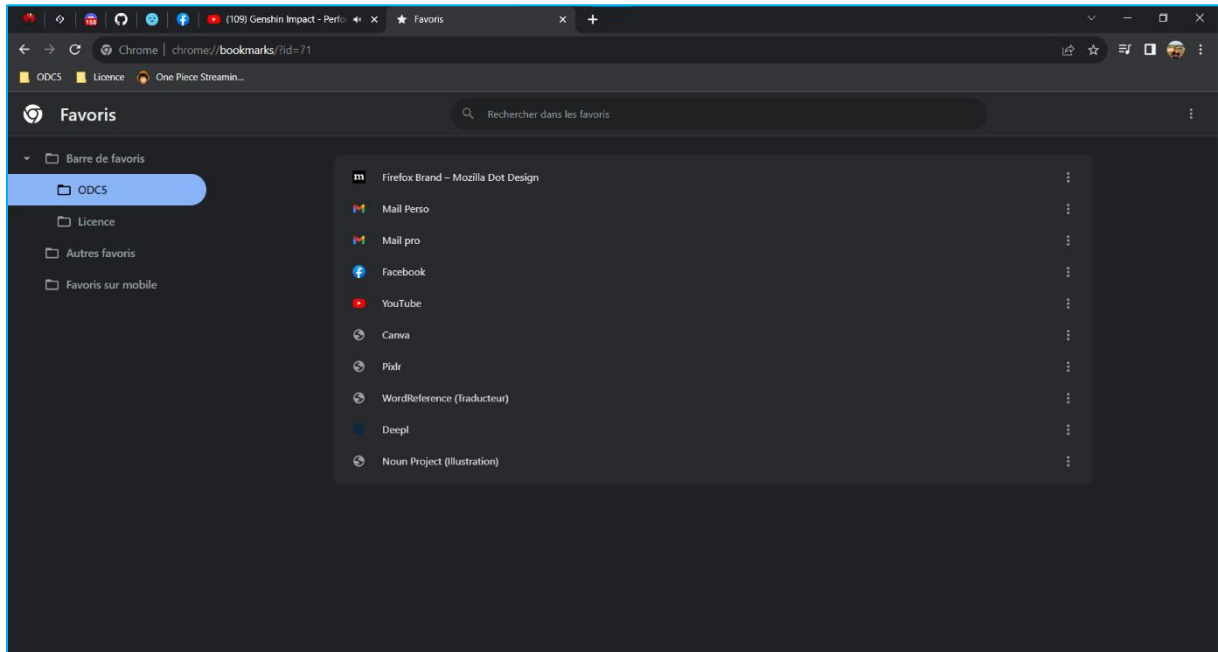 (109) Genshin Impact - Perfo
Favoris
Chrome | chrome://bookmarks/?id=71
ODC5
Licence
One Piece Streamin...
Favoris
Rechercher dans les favoris
Barre de favoris
ODC5
Licence
Autres favoris
Favoris sur mobile
m Firefox Brand – Mozilla Dot Design
Mail Perso
Mail pro
Facebook
YouTube
Canva
Pixlr
WordReference (Traducteur)
Deepl
Noun Project (Illustration)